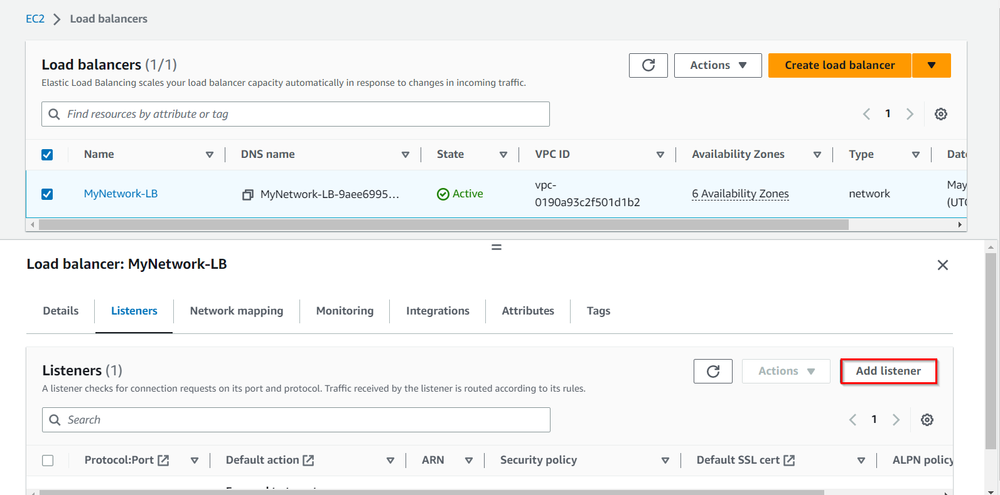 EC2 > Load balancers
Load balancers (1/1)
Elastic Load Balancing scales your load balancer capacity automatically in response to changes in incoming traffic.
Actions
Create load balancer
Find resources by attribute or tag
1
Name DNS name State VPC ID Availability Zones Type Date
MyNetwork-LB MyNetwork-LB-9aee6995... Active vpc-0190a93c2f501d1b2 6 Availability Zones network May (UTC
Load balancer: MyNetwork-LB
Details Listeners Network mapping Monitoring Integrations Attributes Tags
Listeners (1)
A listener checks for connection requests on its port and protocol. Traffic received by the listener is routed according to its rules.
Actions
Add listener
Search
1
Protocol:Port Default action ARN Security policy Default SSL cert ALPN policy